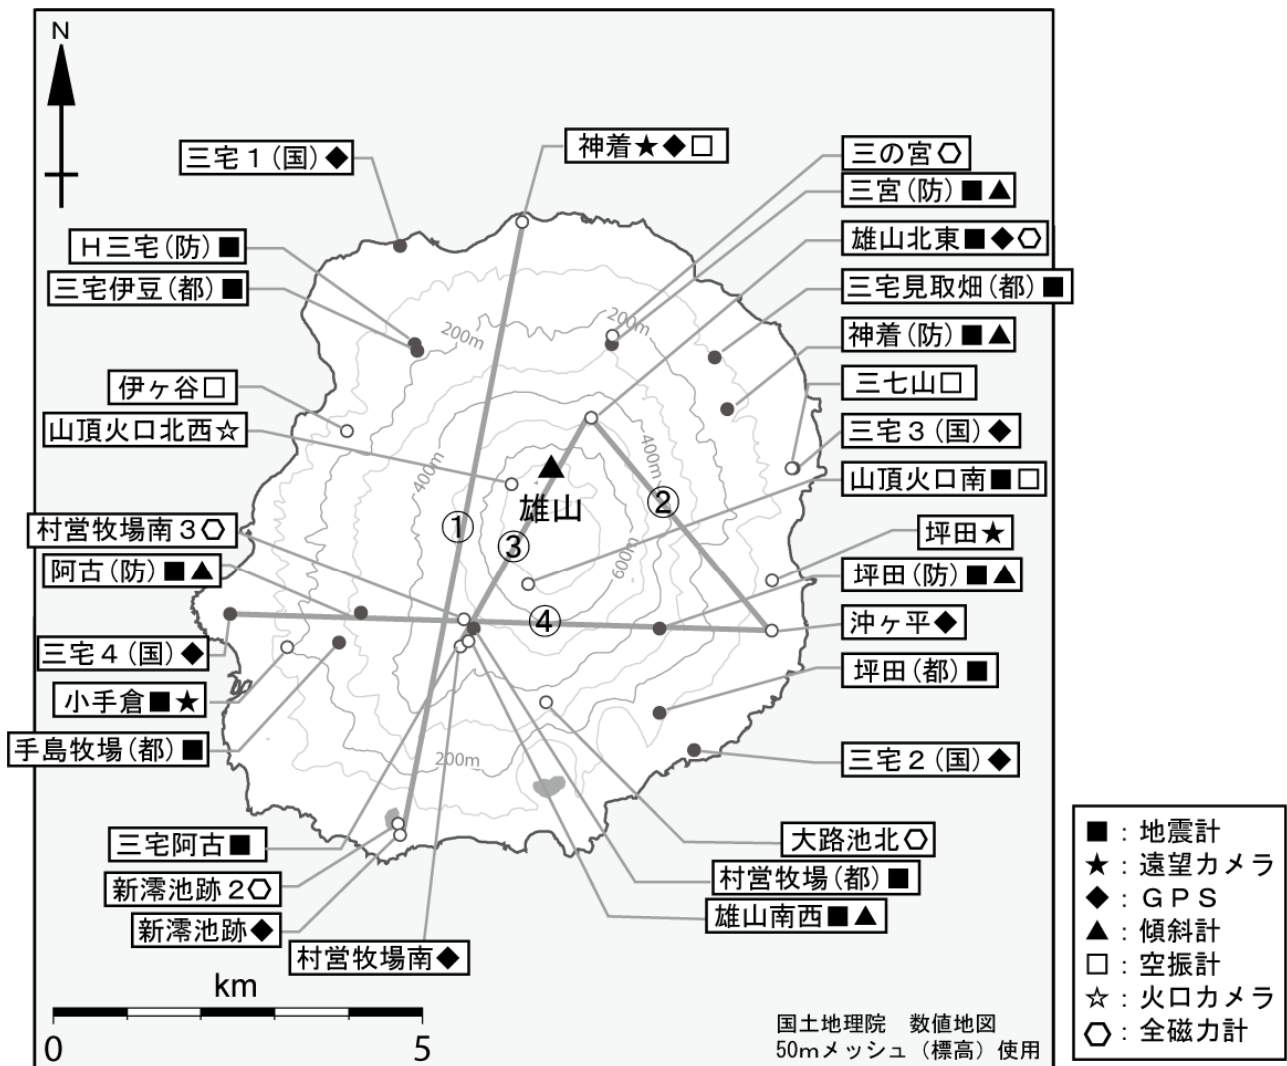 N
三宅１(国)◆
神着★◆□
三の宮⬡
三宮(防)■▲
H三宅(防)■
雄山北東■◆⬡
三宅伊豆(都)■
三宅見取畑(都)■
神着(防)■▲
伊ヶ谷□
三七山□
山頂火口北西☆
三宅３(国)◆
山頂火口南■□
村営牧場南３⬡
坪田★
阿古(防)■▲
坪田(防)■▲
沖ヶ平◆
三宅４(国)◆
坪田(都)■
小手倉■★
手島牧場(都)■
三宅２(国)◆
三宅阿古■
大路池北⬡
新澪池跡２⬡
村営牧場(都)■
新澪池跡◆
雄山南西■▲
村営牧場南◆
200m
200m
400m
400m
600m
200m
▲
雄山
①
②
③
④
km
0
5
国土地理院　数値地図
50mメッシュ（標高）使用
■：地震計
★：遠望カメラ
◆：ＧＰＳ
▲：傾斜計
□：空振計
☆：火口カメラ
⬡：全磁力計